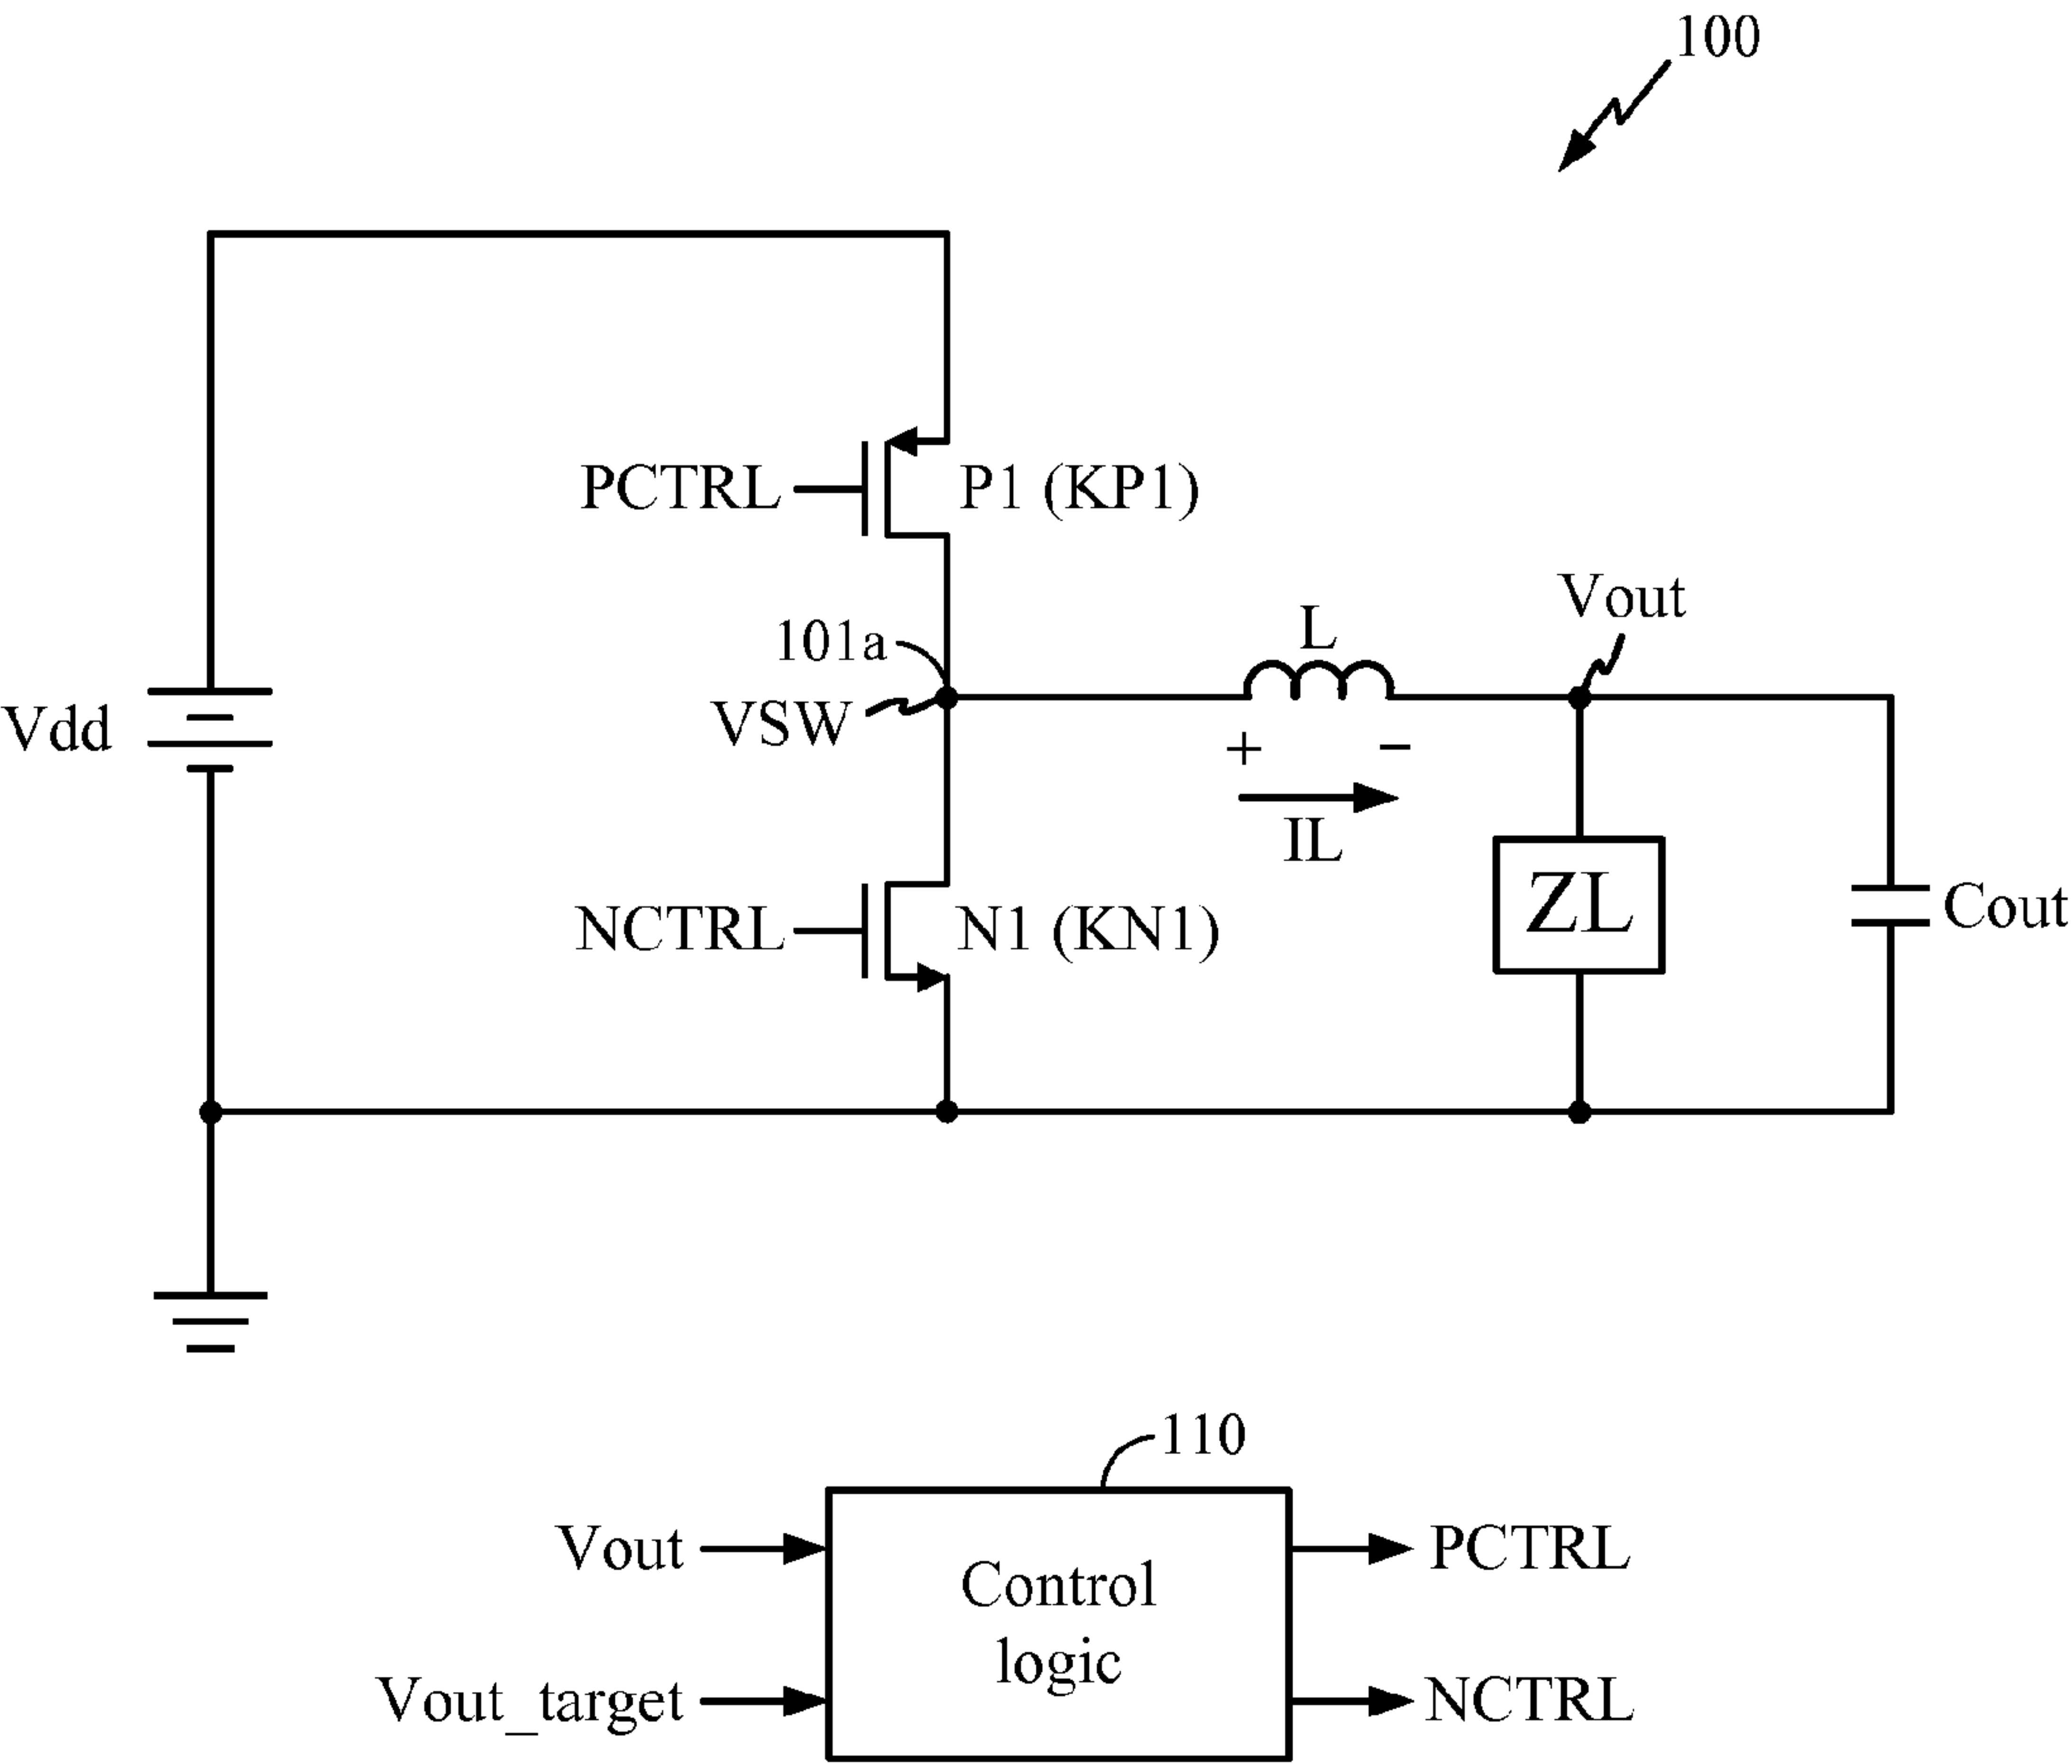 100
PCTRL
P1 (KP1)
101a
L
Vout
Vdd
VSW
+
−
IL
ZL
Cout
NCTRL
N1 (KN1)
110
Vout
Control
logic
PCTRL
Vout_target
NCTRL